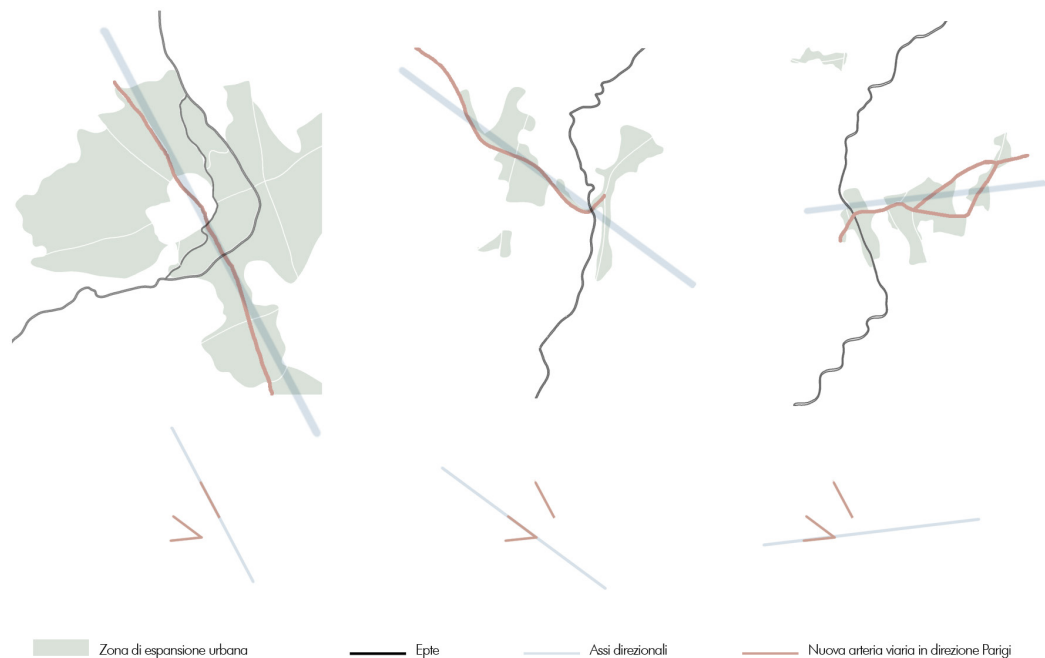 Zona di espansione urbana
Epte
Assi direzionali
Nuova arteria viaria in direzione Parigi